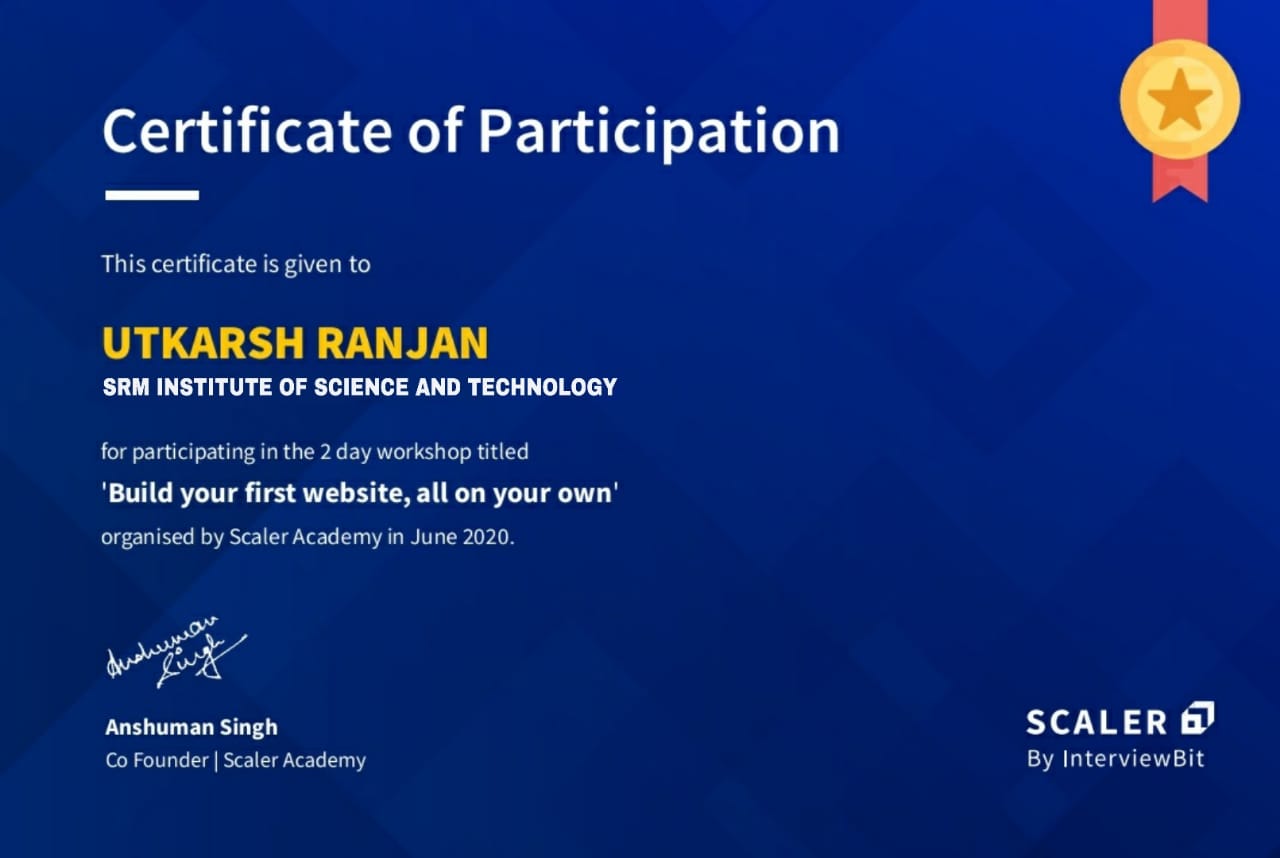 Certificate of Participation
This certificate is given to
UTKARSH RANJAN
SRM INSTITUTE OF SCIENCE AND TECHNOLOGY
for participating in the 2 day workshop titled
'Build your first website, all on your own'
organised by Scaler Academy in June 2020.
Anshuman
Singh
Anshuman Singh
Co Founder | Scaler Academy
SCALER
By InterviewBit